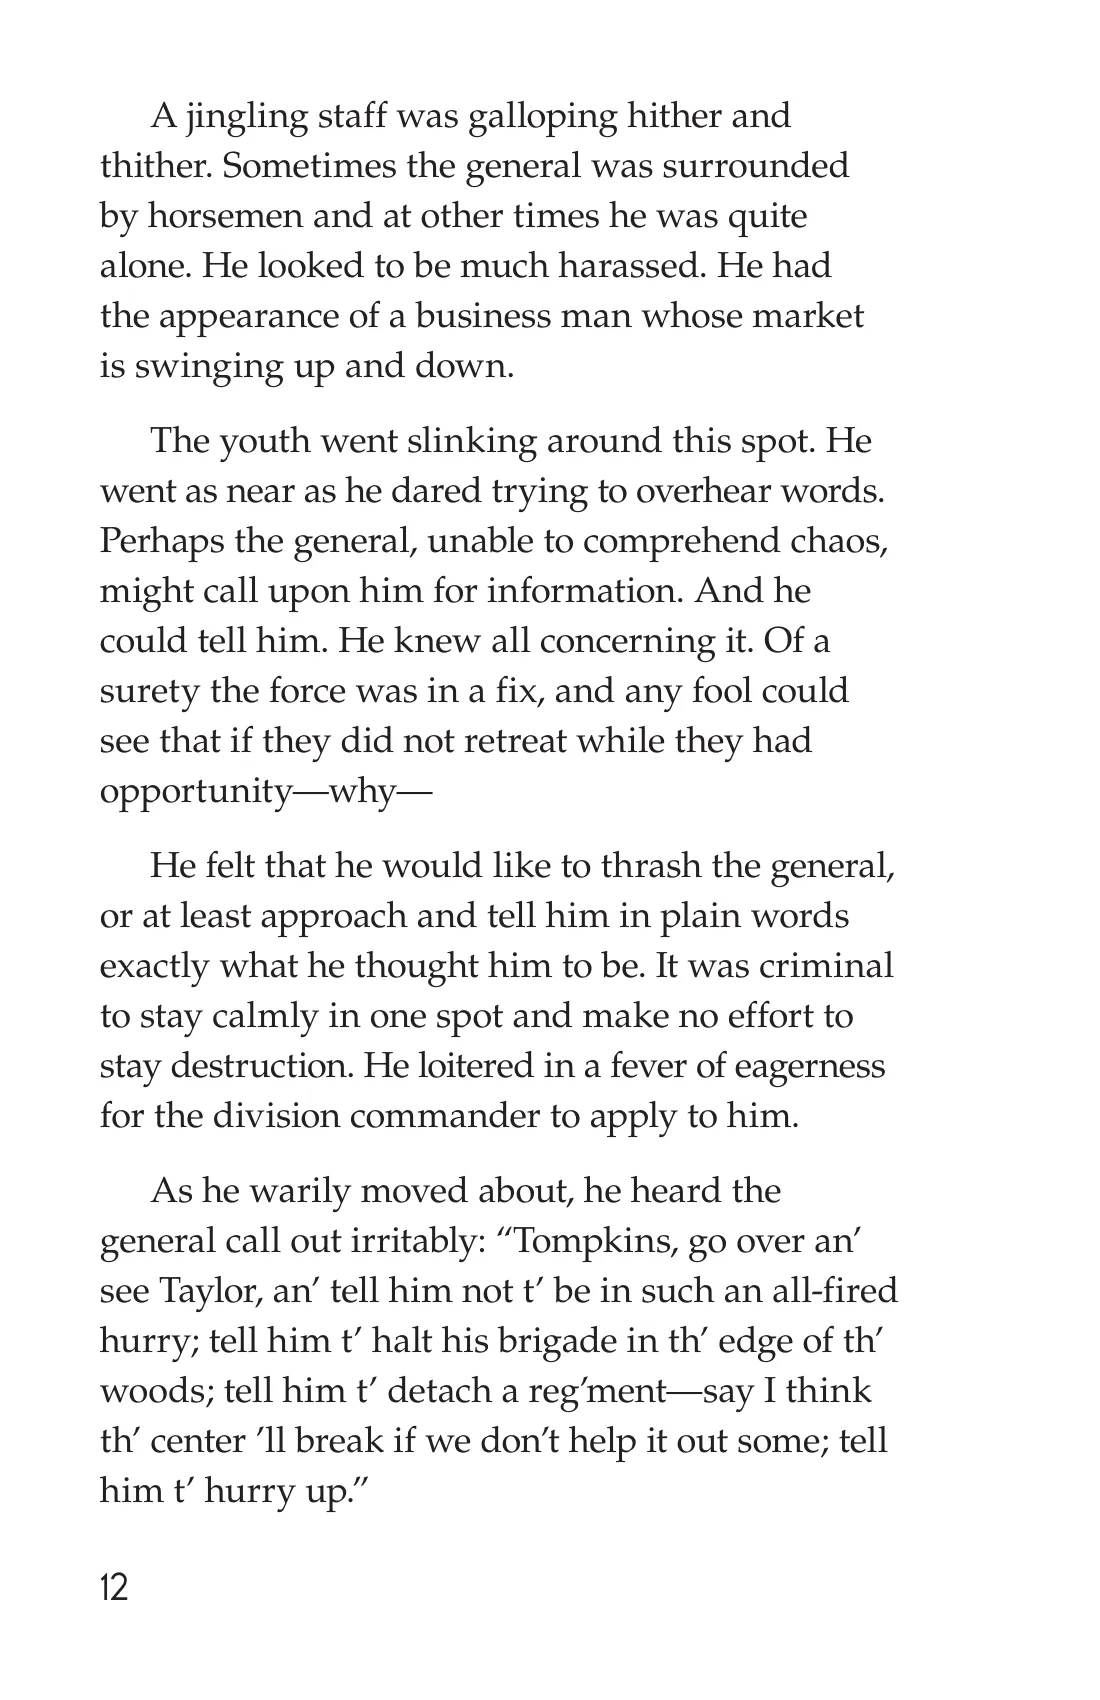 A jingling staff was galloping hither and
thither. Sometimes the general was surrounded
by horsemen and at other times he was quite
alone. He looked to be much harassed. He had
the appearance of a business man whose market
is swinging up and down.
The youth went slinking around this spot. He
went as near as he dared trying to overhear words.
Perhaps the general, unable to comprehend chaos,
might call upon him for information. And he
could tell him. He knew all concerning it. Of a
surety the force was in a fix, and any fool could
see that if they did not retreat while they had
opportunity—why—
He felt that he would like to thrash the general,
or at least approach and tell him in plain words
exactly what he thought him to be. It was criminal
to stay calmly in one spot and make no effort to
stay destruction. He loitered in a fever of eagerness
for the division commander to apply to him.
As he warily moved about, he heard the
general call out irritably: “Tompkins, go over an’
see Taylor, an’ tell him not t’ be in such an all-fired
hurry; tell him t’ halt his brigade in th’ edge of th’
woods; tell him t’ detach a reg’ment—say I think
th’ center ’ll break if we don’t help it out some; tell
him t’ hurry up.”
12